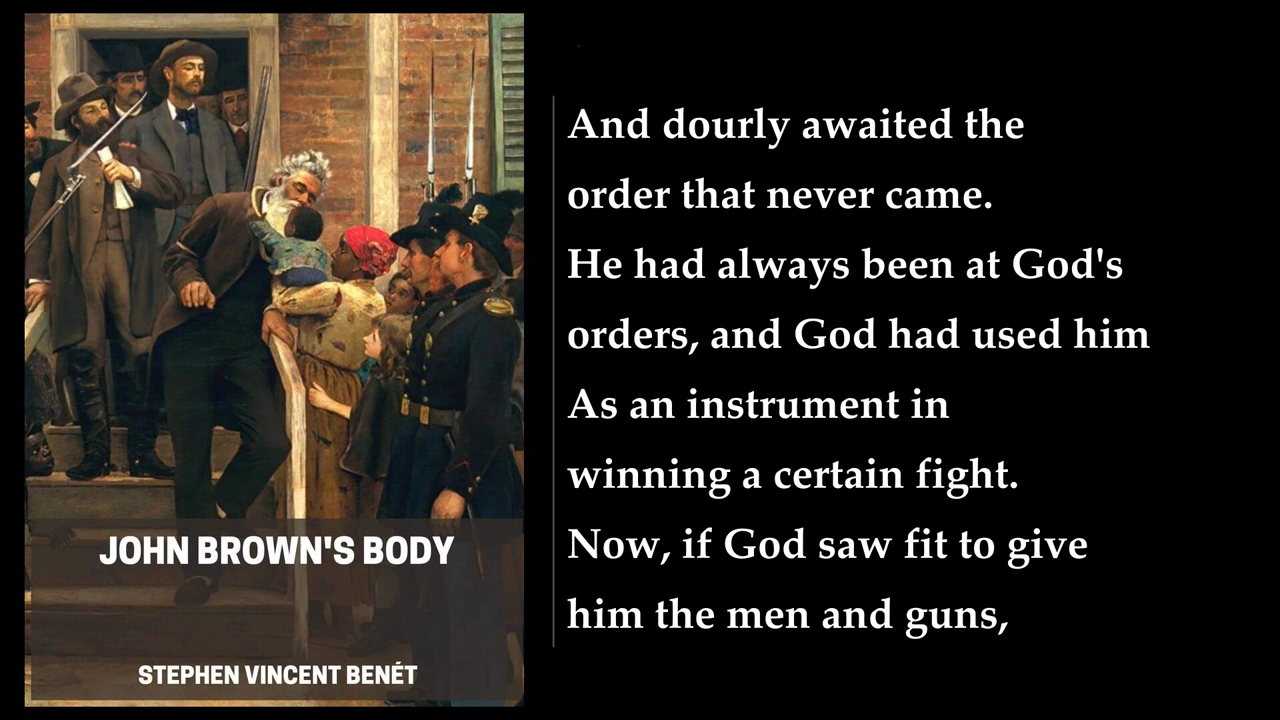 JOHN BROWN'S BODY
STEPHEN VINCENT BENÉT
And dourly awaited the
order that never came.
He had always been at God's
orders, and God had used him
As an instrument in
winning a certain fight.
Now, if God saw fit to give
him the men and guns,